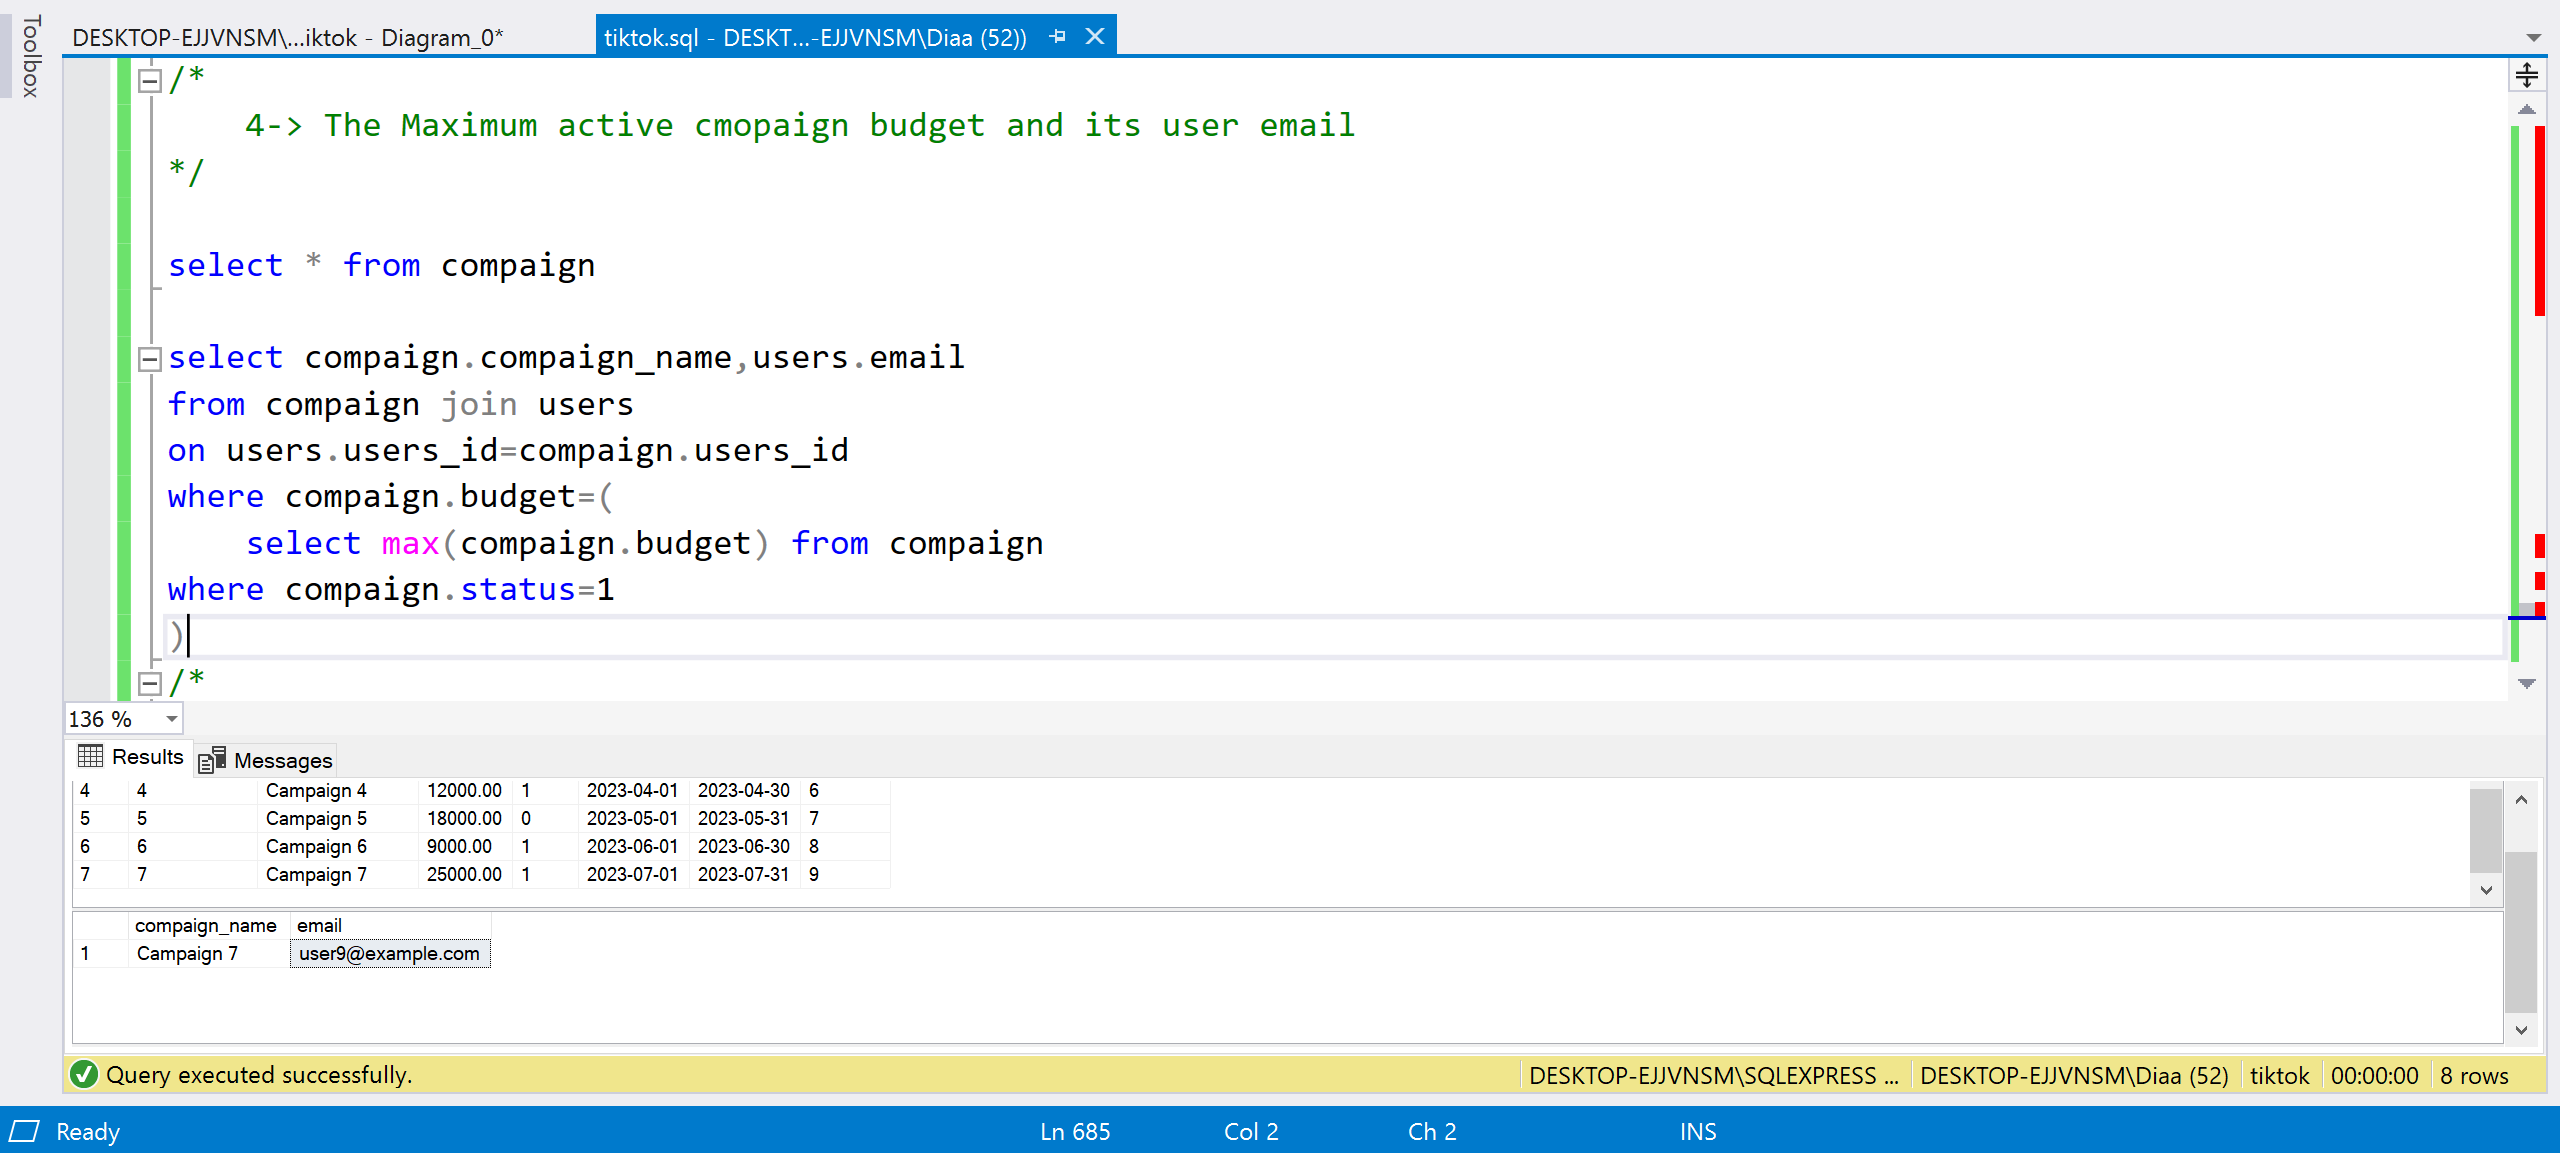 Toolbox
DESKTOP-EJJVNSM\...iktok - Diagram_0*
tiktok.sql - DESKT...-EJJVNSM\Diaa (52))
/*
4-> The Maximum active cmopaign budget and its user email
*/
select * from compaign
select compaign.compaign_name,users.email
from compaign join users
on users.users_id=compaign.users_id
where compaign.budget=(
select max(compaign.budget) from compaign
where compaign.status=1
)
/*
136 %
Results Messages
4 4 Campaign 4 12000.00 1 2023-04-01 2023-04-30 6
5 5 Campaign 5 18000.00 0 2023-05-01 2023-05-31 7
6 6 Campaign 6 9000.00 1 2023-06-01 2023-06-30 8
7 7 Campaign 7 25000.00 1 2023-07-01 2023-07-31 9
compaign_name email
1 Campaign 7 user9@example.com
Query executed successfully. DESKTOP-EJJVNSM\SQLEXPRESS ... DESKTOP-EJJVNSM\Diaa (52) tiktok 00:00:00 8 rows
Ready Ln 685 Col 2 Ch 2 INS